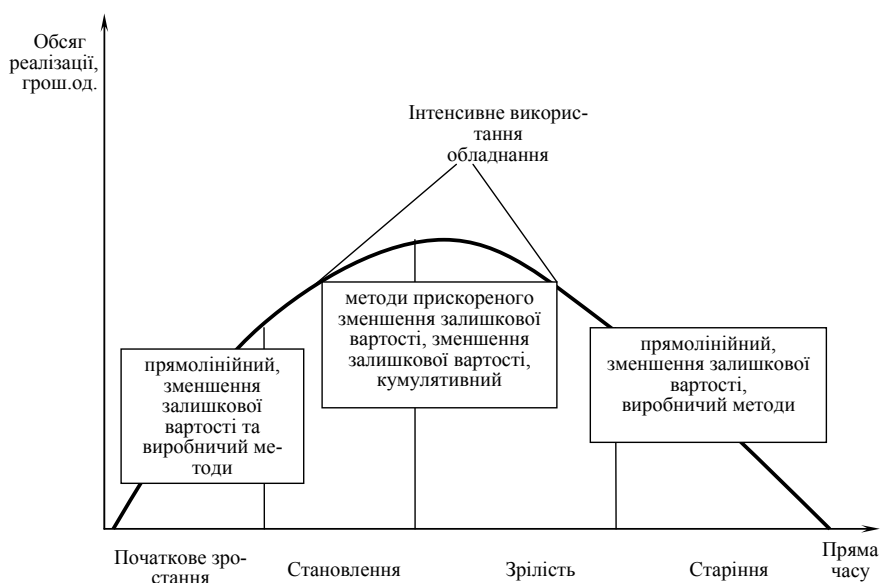 Обсяг
реалізації,
грош.од.
Інтенсивне викорис-
тання
обладнання
методи прискореного
зменшення залишкової
вартості, зменшення
залишкової вартості,
кумулятивний
прямолінійний,
зменшення
залишкової
вартості та
виробничий ме-
тоди
прямолінійний,
зменшення залишкової
вартості,
виробничий методи
Початкове зро-
стання
Становлення
Зрілість
Старіння
Пряма
часу